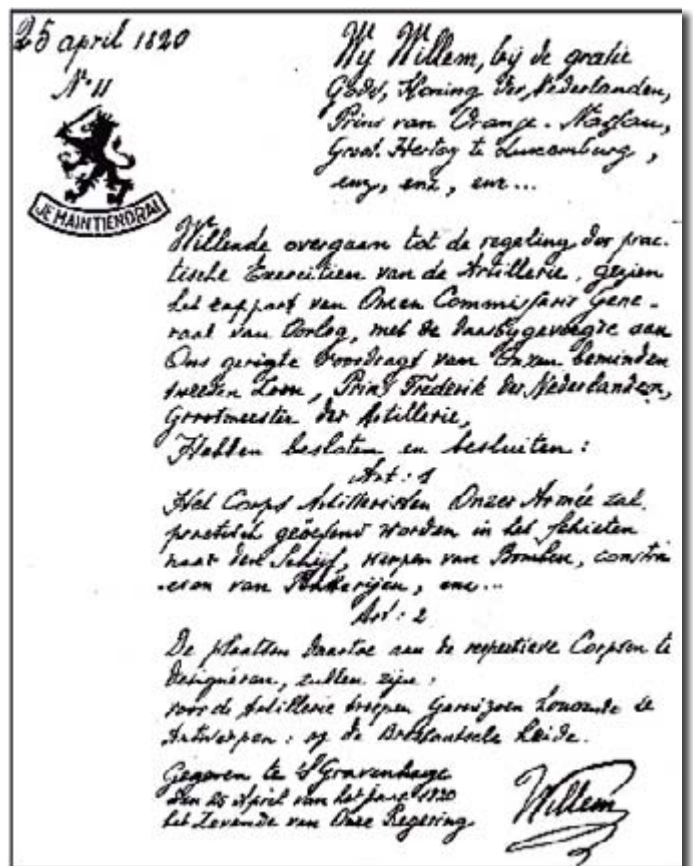 25 april 1820
No 11
JE MAINTIENDRAI
Wy Willem, bij de gratie
Gods, Koning der Nederlanden,
Prins van Oranje-Nassau,
Groot-Hertog te Luxemburg,
enz, enz, enz...
Willende overgaan tot de regeling der prac-
tische Exercitien van de Artillerie, gezien
het rapport van Onzen Commissaris Gene-
raal van Oorlog, met de daarbygevoegde aan
Ons gerigte voordragt van Onzen beminden
tweeden Zoon, Prins Frederik der Nederlanden,
Grootmeester der Artillerie,
Hebben besloten en besluiten:
Art: 1
Het Corps Artilleristen Onzer Armée zal
practisch geoefend worden in het schieten
naar den Schijf, werpen van Bomben, constru
-eren van Batterijen, enz...
Art: 2
De plaatsen daartoe aan de respectieve Corpsen te
designeren, zullen zijn:
voor de Artillerie troepen Garnizoen houdende te
Antwerpen: op de Brabantsche heide.
Gegeven te 'S Gravenhage
den 25 April van het jaar 1820
het Zevende van Onze Regering.
Willem